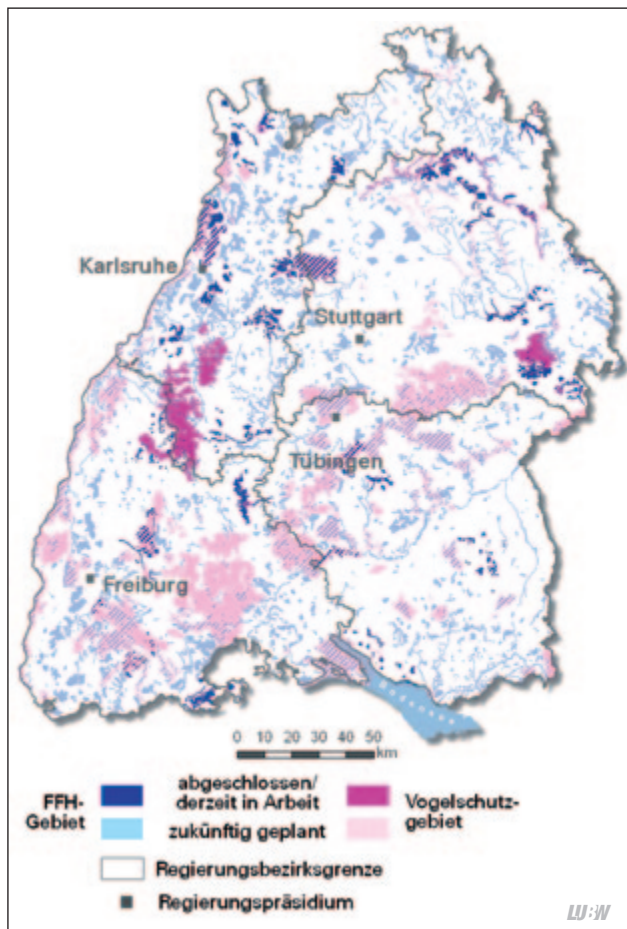 Karlsruhe
Stuttgart
Tübingen
Freiburg
0 10 20 30 40 50
km
FFH-
Gebiet
abgeschlossen/
derzeit in Arbeit
zukünftig geplant
Vogelschutz-
gebiet
Regierungsbezirksgrenze
Regierungspräsidium
LUBW